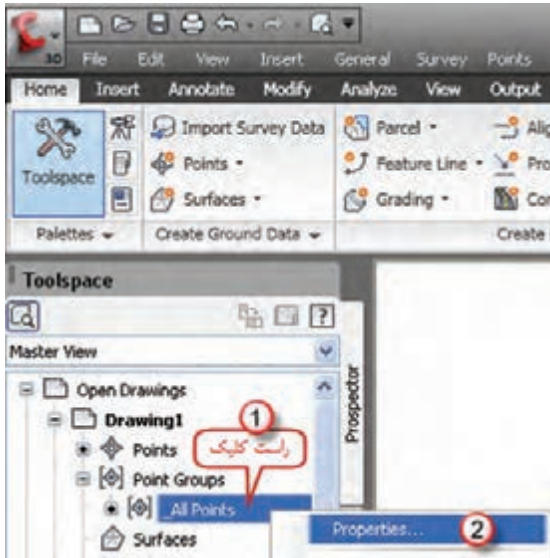 30 File Edit View Insert General Survey Points
Home Insert Annotate Modify Analyze View Output
Toolspace Import Survey Data Parcel
Points Feature Line
Surfaces Grading
Palettes Create Ground Data Create
Toolspace
?
Master View
Open Drawings
Drawing1
1
Points
راست کلیک
Point Groups
_All Points
Properties... 2
Surfaces
Prospector